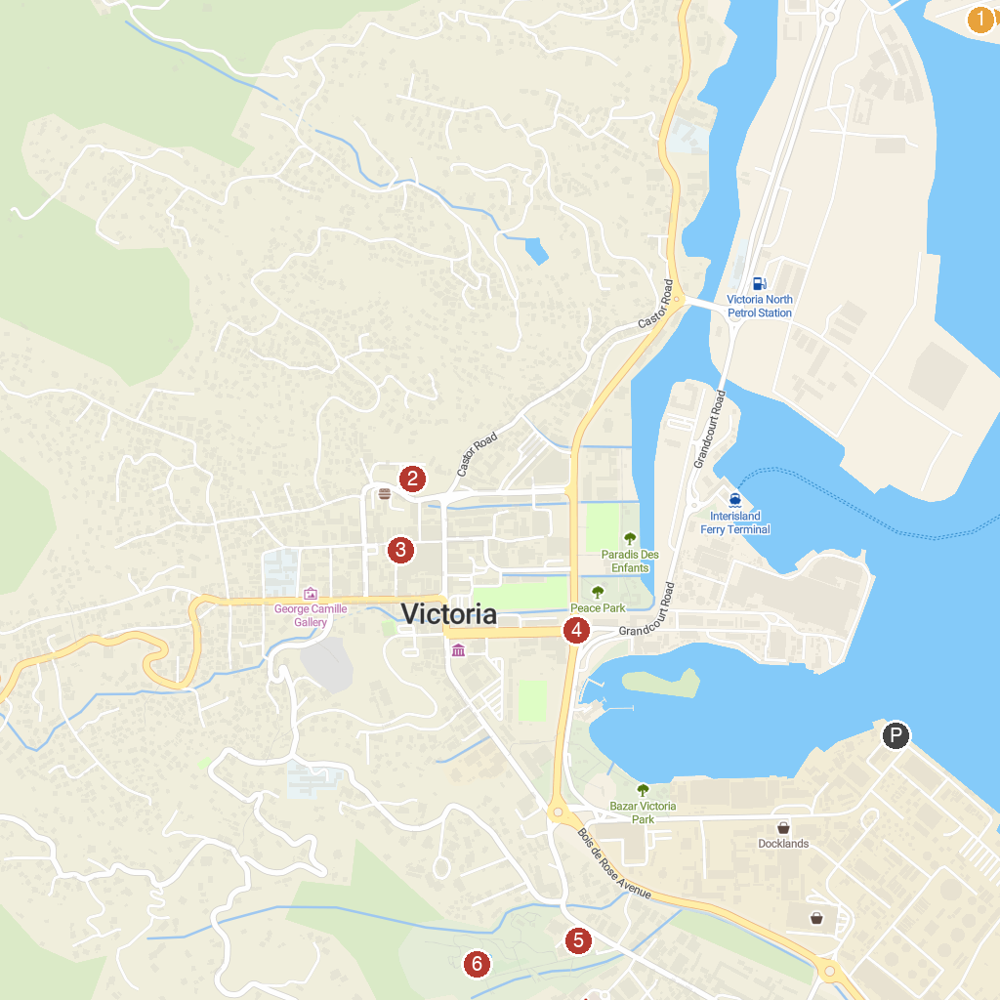 1
Castor Road
Victoria North
Petrol Station
Castor Road
Grandcourt Road
2
Interisland
Ferry Terminal
3
Paradis Des
Enfants
George Camille
Gallery
Peace Park
Victoria
4
Grandcourt Road
P
Bazar Victoria
Park
Docklands
Bois de Rose Avenue
5
6